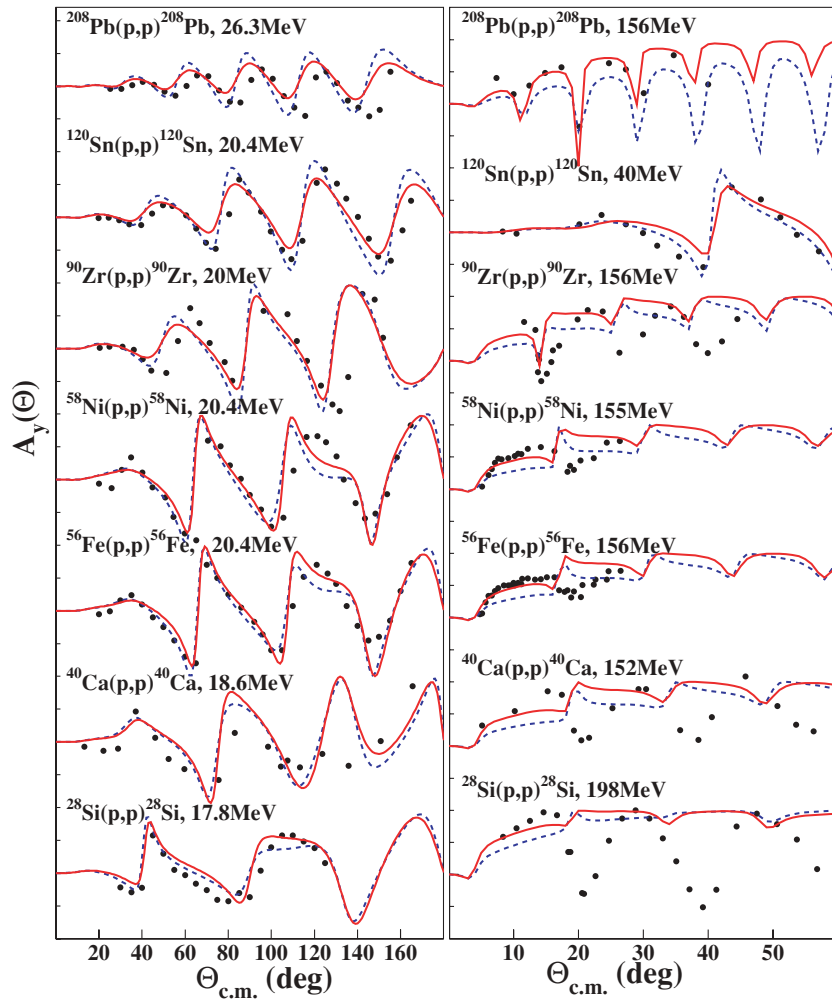 A_y(Θ)
²⁰⁸Pb(p,p)²⁰⁸Pb, 26.3MeV
¹²⁰Sn(p,p)¹²⁰Sn, 20.4MeV
⁹⁰Zr(p,p)⁹⁰Zr, 20MeV
⁵⁸Ni(p,p)⁵⁸Ni, 20.4MeV
⁵⁶Fe(p,p)⁵⁶Fe, 20.4MeV
⁴⁰Ca(p,p)⁴⁰Ca, 18.6MeV
²⁸Si(p,p)²⁸Si, 17.8MeV
20 40 60 80 100 120 140 160
Θ_c.m. (deg)
²⁰⁸Pb(p,p)²⁰⁸Pb, 156MeV
¹²⁰Sn(p,p)¹²⁰Sn, 40MeV
⁹⁰Zr(p,p)⁹⁰Zr, 156MeV
⁵⁸Ni(p,p)⁵⁸Ni, 155MeV
⁵⁶Fe(p,p)⁵⁶Fe, 156MeV
⁴⁰Ca(p,p)⁴⁰Ca, 152MeV
²⁸Si(p,p)²⁸Si, 198MeV
10 20 30 40 50
Θ_c.m. (deg)